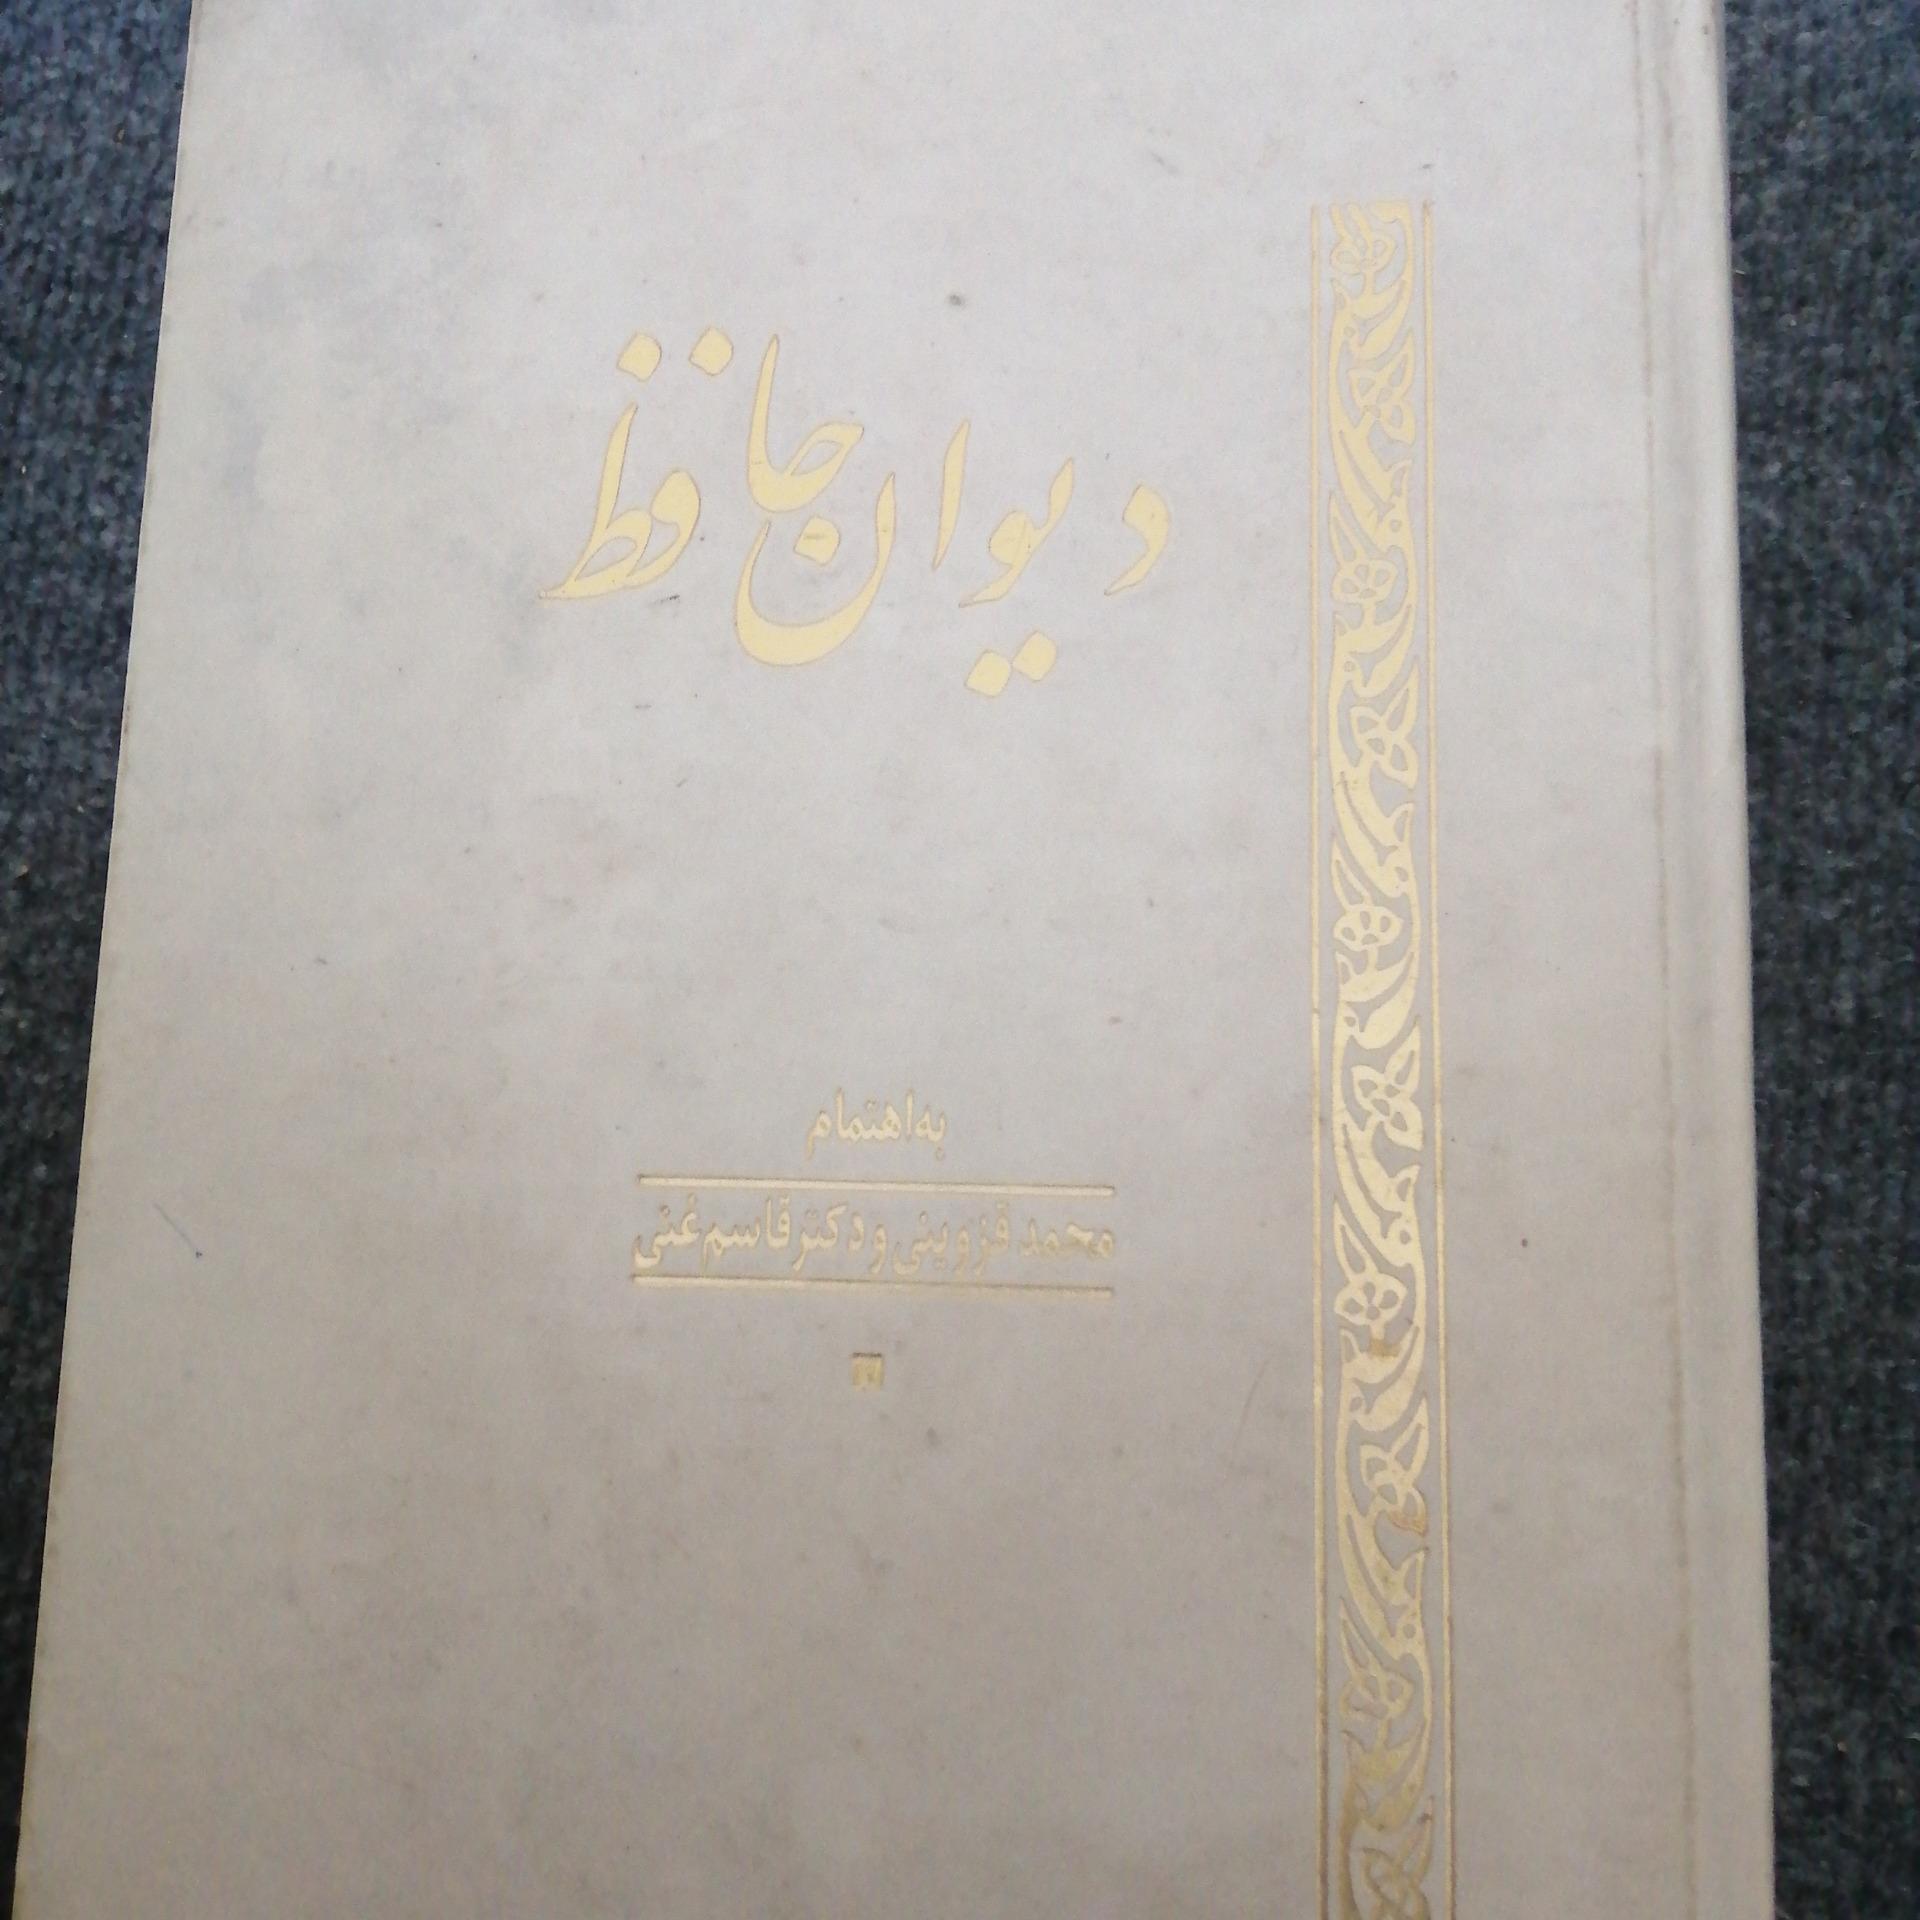 دیوان حافظ
به‌اهتمام
محمد قزوینی و دکتر قاسم غنی